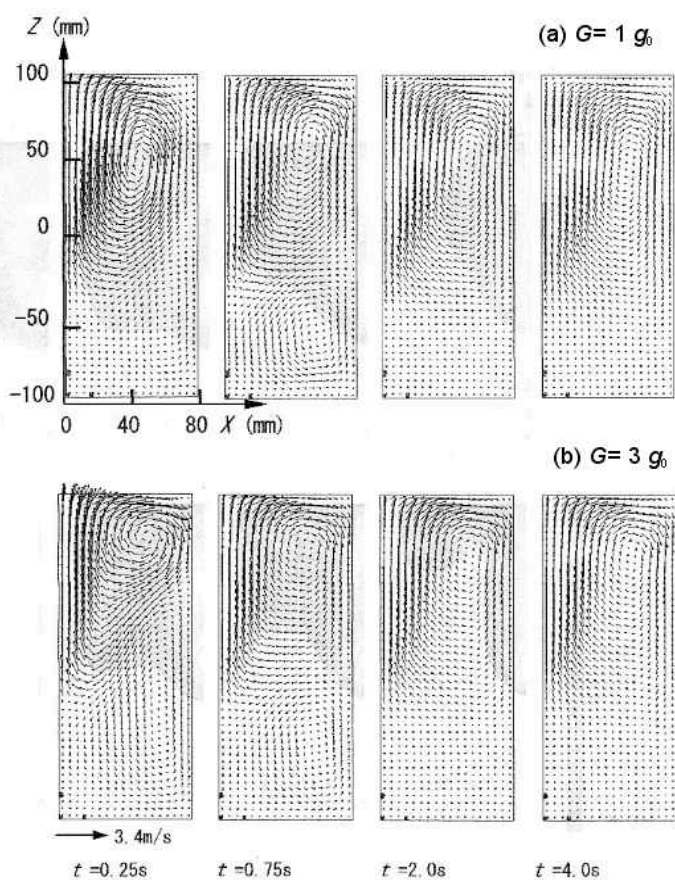 Z (mm)
(a) G= 1 g₀
100
50
0
-50
-100
0 40 80 X (mm)
(b) G= 3 g₀
3.4m/s
t =0.25s t =0.75s t =2.0s t =4.0s